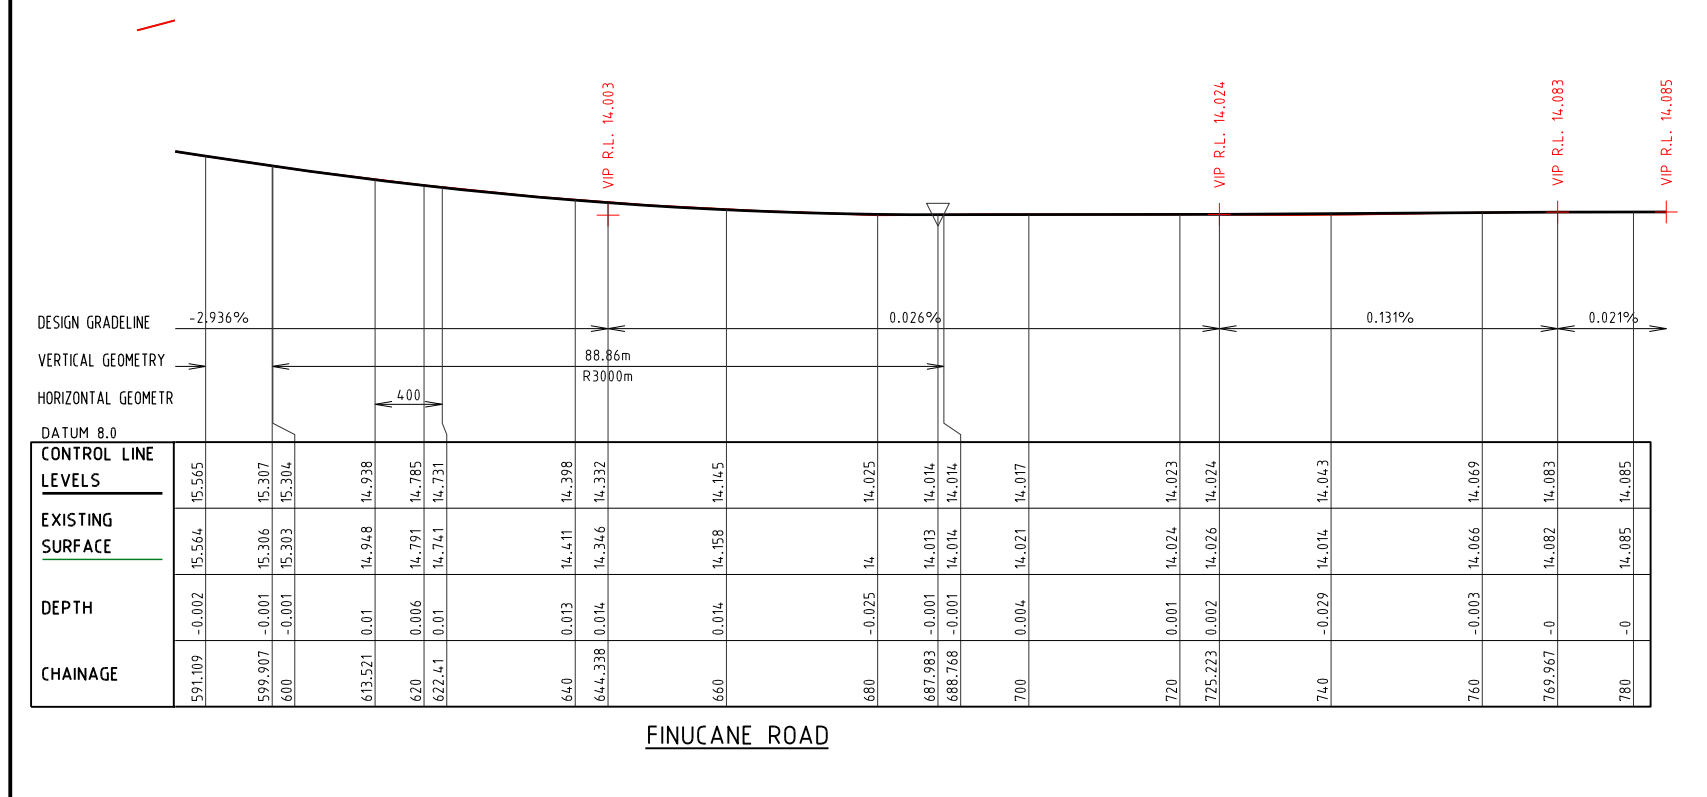 VIP R.L. 14.003
VIP R.L. 14.024
VIP R.L. 14.083
VIP R.L. 14.085
DESIGN GRADELINE -2.936% 0.026% 0.131% 0.021%
VERTICAL GEOMETRY 88.86m
R3000m
HORIZONTAL GEOMETR 400
DATUM 8.0
CONTROL LINE
LEVELS 15.565 15.307 15.304 14.938 14.785 14.731 14.398 14.332 14.145 14.025 14.014 14.014 14.017 14.023 14.024 14.043 14.069 14.083 14.085
EXISTING
SURFACE 15.564 15.306 15.303 14.948 14.791 14.741 14.411 14.346 14.158 14 14.013 14.014 14.021 14.024 14.026 14.014 14.066 14.082 14.085
DEPTH -0.002 -0.001 -0.001 0.01 0.006 0.01 0.013 0.014 0.014 -0.025 -0.001 -0.001 0.004 0.001 0.002 -0.029 -0.003 -0 -0
CHAINAGE 591.109 599.907 600 613.521 620 622.41 640 644.338 660 680 687.983 688.768 700 720 725.223 740 760 769.967 780
FINUCANE ROAD